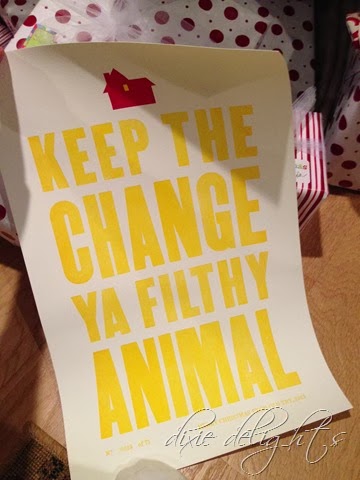 KEEP THE
CHANGE
YA FILTHY
ANIMAL
dixie delights